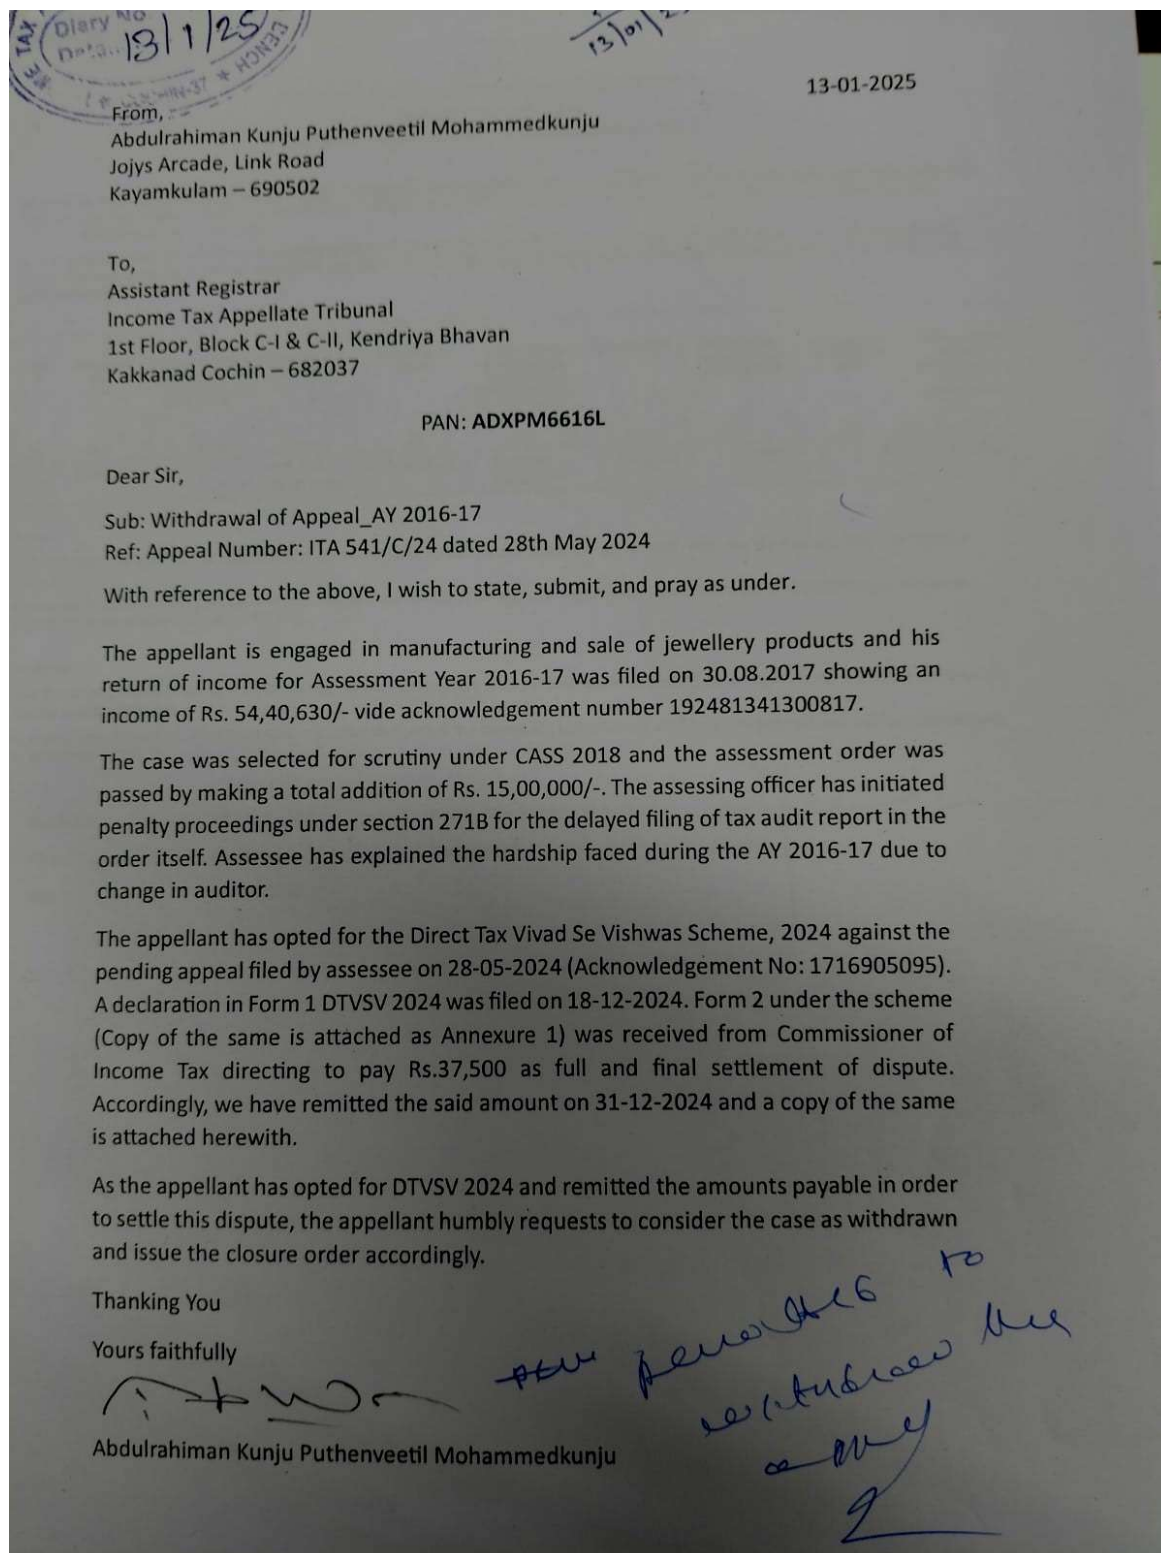 Diary No
Date.. 13/1/25
BENCH
13/01/2
13-01-2025
From,
Abdulrahiman Kunju Puthenveetil Mohammedkunju
Jojys Arcade, Link Road
Kayamkulam – 690502
To,
Assistant Registrar
Income Tax Appellate Tribunal
1st Floor, Block C-I & C-II, Kendriya Bhavan
Kakkanad Cochin – 682037
PAN: ADXPM6616L
Dear Sir,
Sub: Withdrawal of Appeal_AY 2016-17
Ref: Appeal Number: ITA 541/C/24 dated 28th May 2024
With reference to the above, I wish to state, submit, and pray as under.
The appellant is engaged in manufacturing and sale of jewellery products and his
return of income for Assessment Year 2016-17 was filed on 30.08.2017 showing an
income of Rs. 54,40,630/- vide acknowledgement number 192481341300817.
The case was selected for scrutiny under CASS 2018 and the assessment order was
passed by making a total addition of Rs. 15,00,000/-. The assessing officer has initiated
penalty proceedings under section 271B for the delayed filing of tax audit report in the
order itself. Assessee has explained the hardship faced during the AY 2016-17 due to
change in auditor.
The appellant has opted for the Direct Tax Vivad Se Vishwas Scheme, 2024 against the
pending appeal filed by assessee on 28-05-2024 (Acknowledgement No: 1716905095).
A declaration in Form 1 DTVSV 2024 was filed on 18-12-2024. Form 2 under the scheme
(Copy of the same is attached as Annexure 1) was received from Commissioner of
Income Tax directing to pay Rs.37,500 as full and final settlement of dispute.
Accordingly, we have remitted the said amount on 31-12-2024 and a copy of the same
is attached herewith.
As the appellant has opted for DTVSV 2024 and remitted the amounts payable in order
to settle this dispute, the appellant humbly requests to consider the case as withdrawn
and issue the closure order accordingly.
Thanking You
Yours faithfully
Abdulrahiman Kunju Puthenveetil Mohammedkunju
to